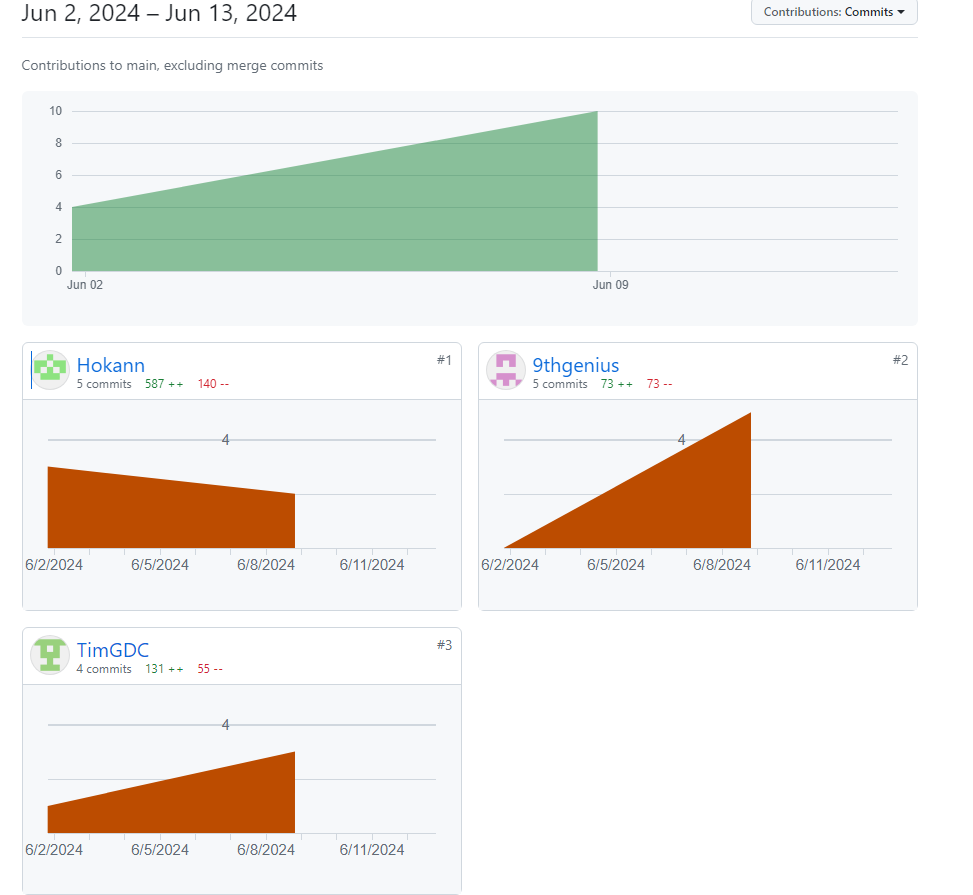 Jun 2, 2024 – Jun 13, 2024
Contributions: Commits
Contributions to main, excluding merge commits
10
8
6
4
2
0
Jun 02 Jun 09
Hokann #1
5 commits 587 ++ 140 --
4
6/2/2024 6/5/2024 6/8/2024 6/11/2024
9thgenius #2
5 commits 73 ++ 73 --
4
6/2/2024 6/5/2024 6/8/2024 6/11/2024
TimGDC #3
4 commits 131 ++ 55 --
4
6/2/2024 6/5/2024 6/8/2024 6/11/2024